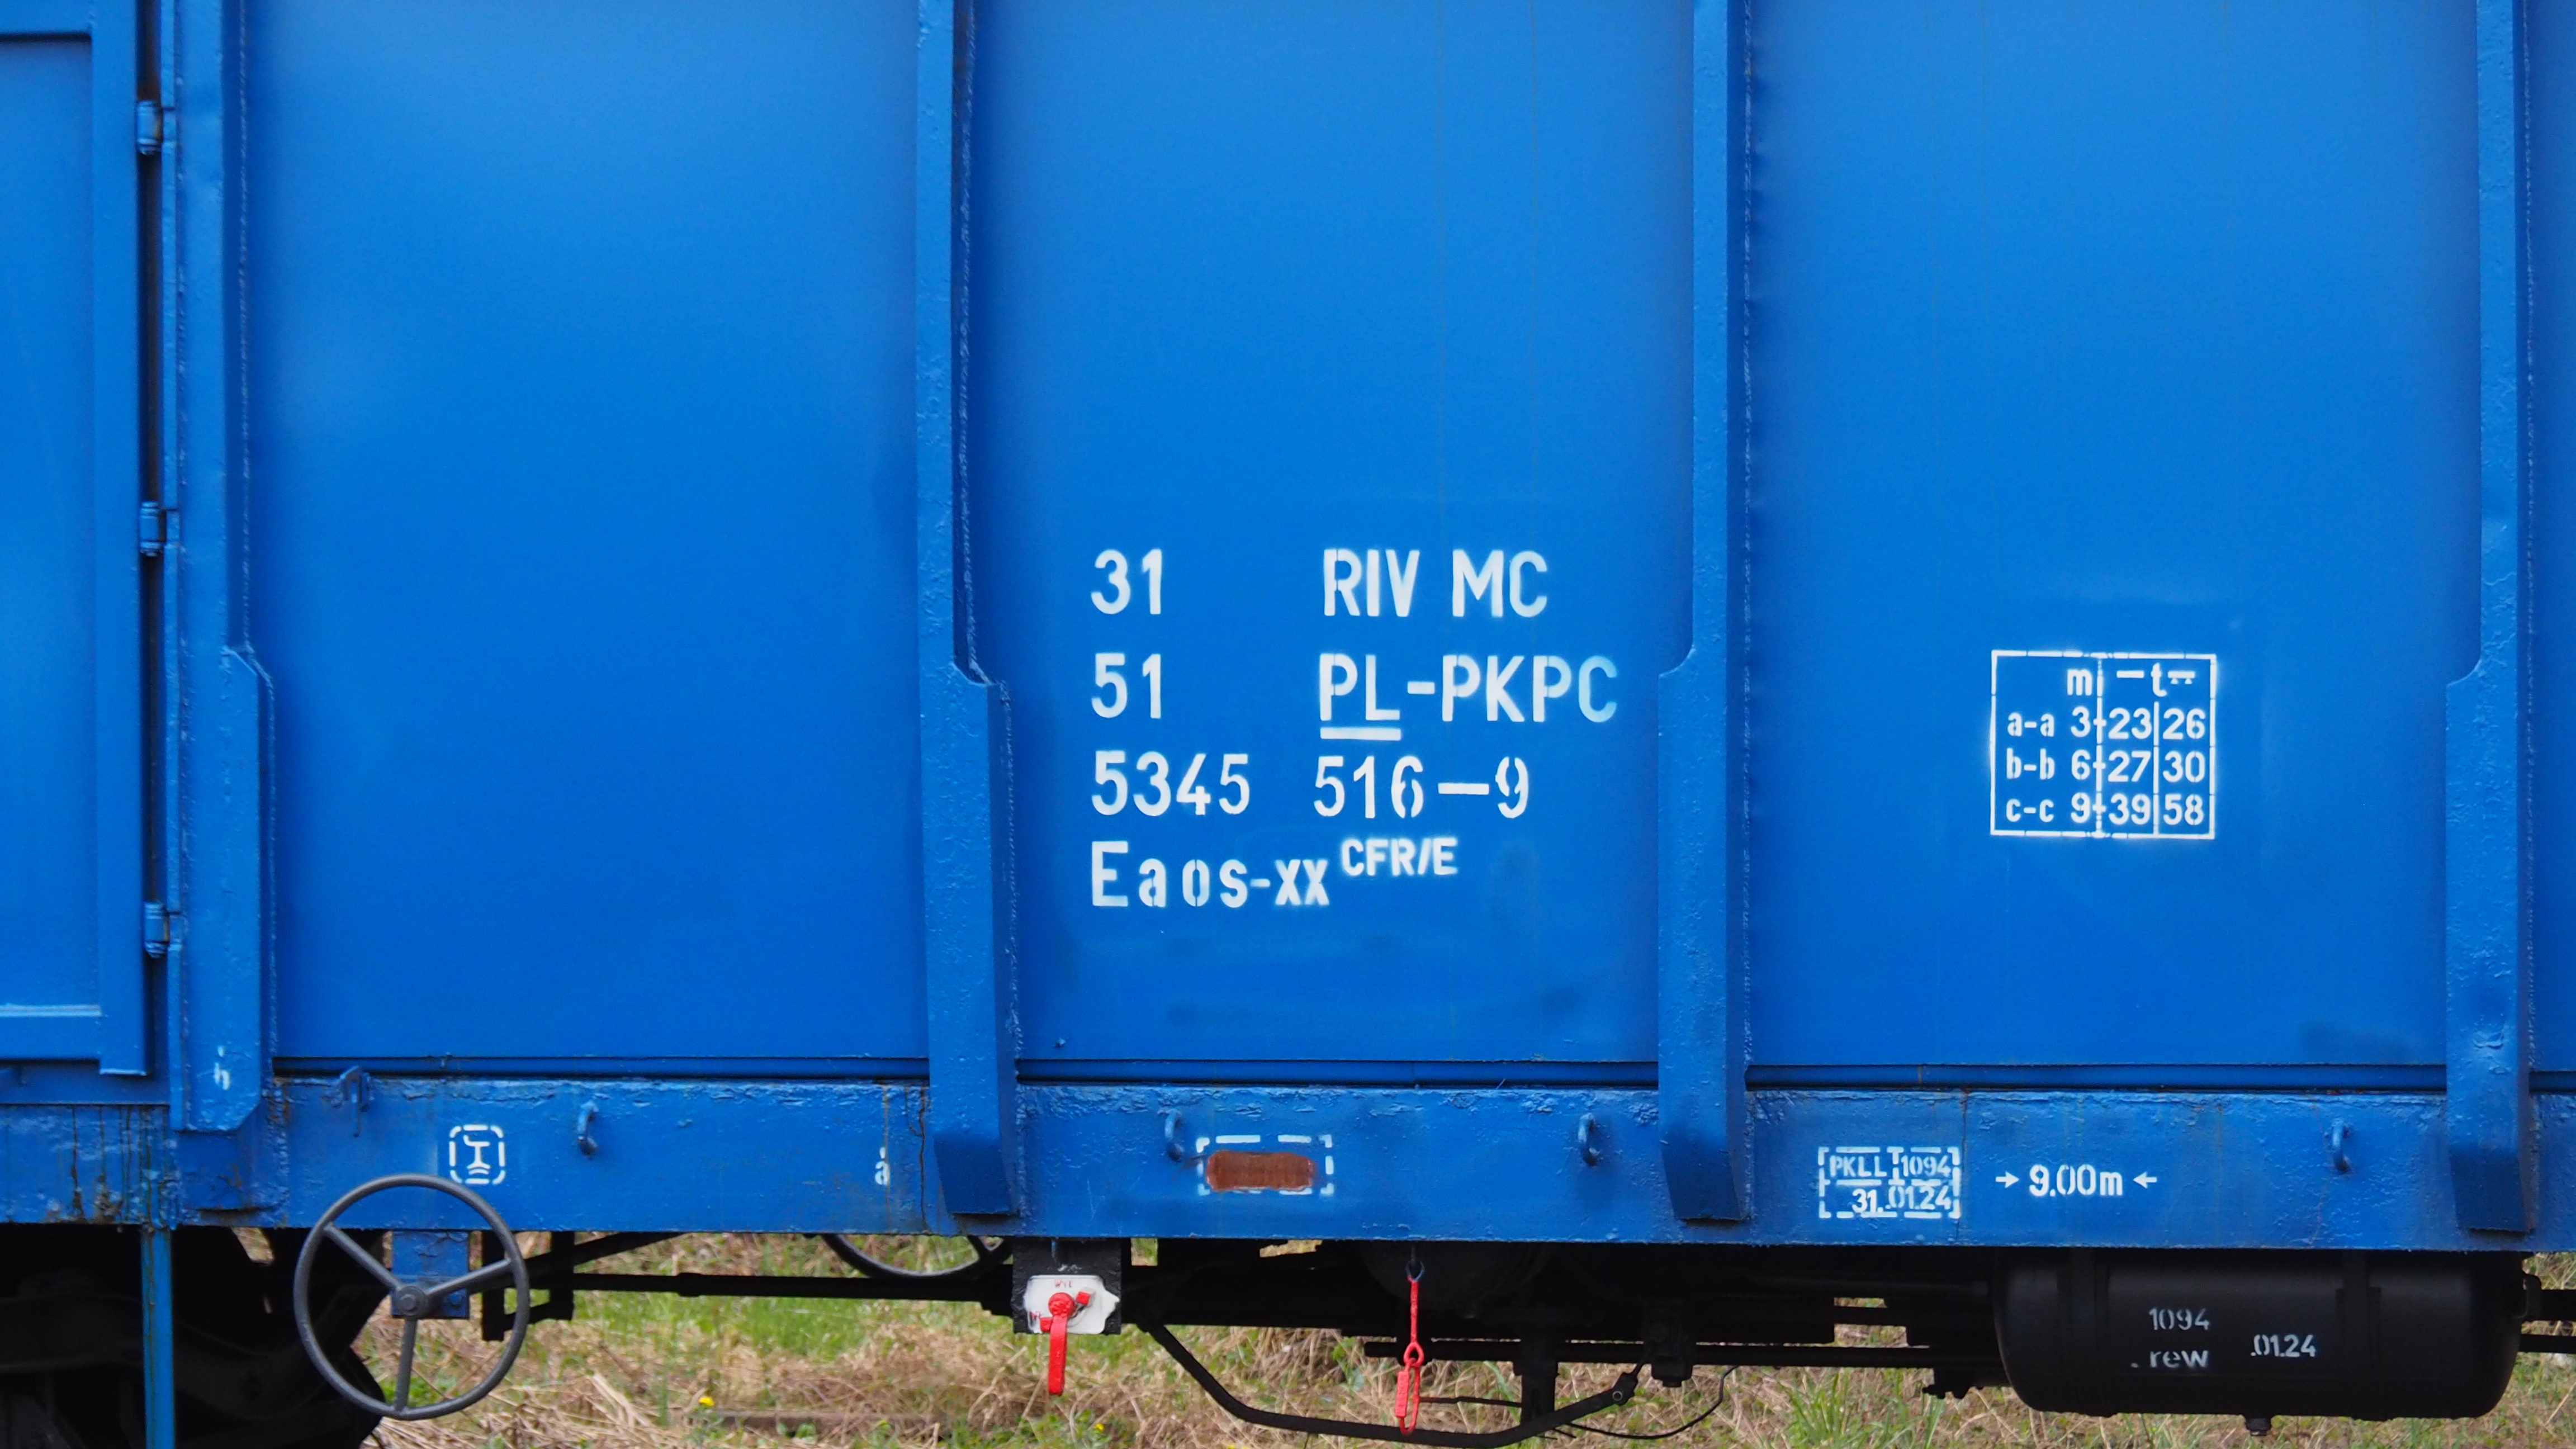 31 RIV MC
51 PL-PKPC
5345 516-9
Eaos-xx CFR/E
m t
a-a 3 23 26
b-b 6 27 30
c-c 9 39 58
a
PKLL 1094
31.01.24
9.00m
1094
.rew .01.24